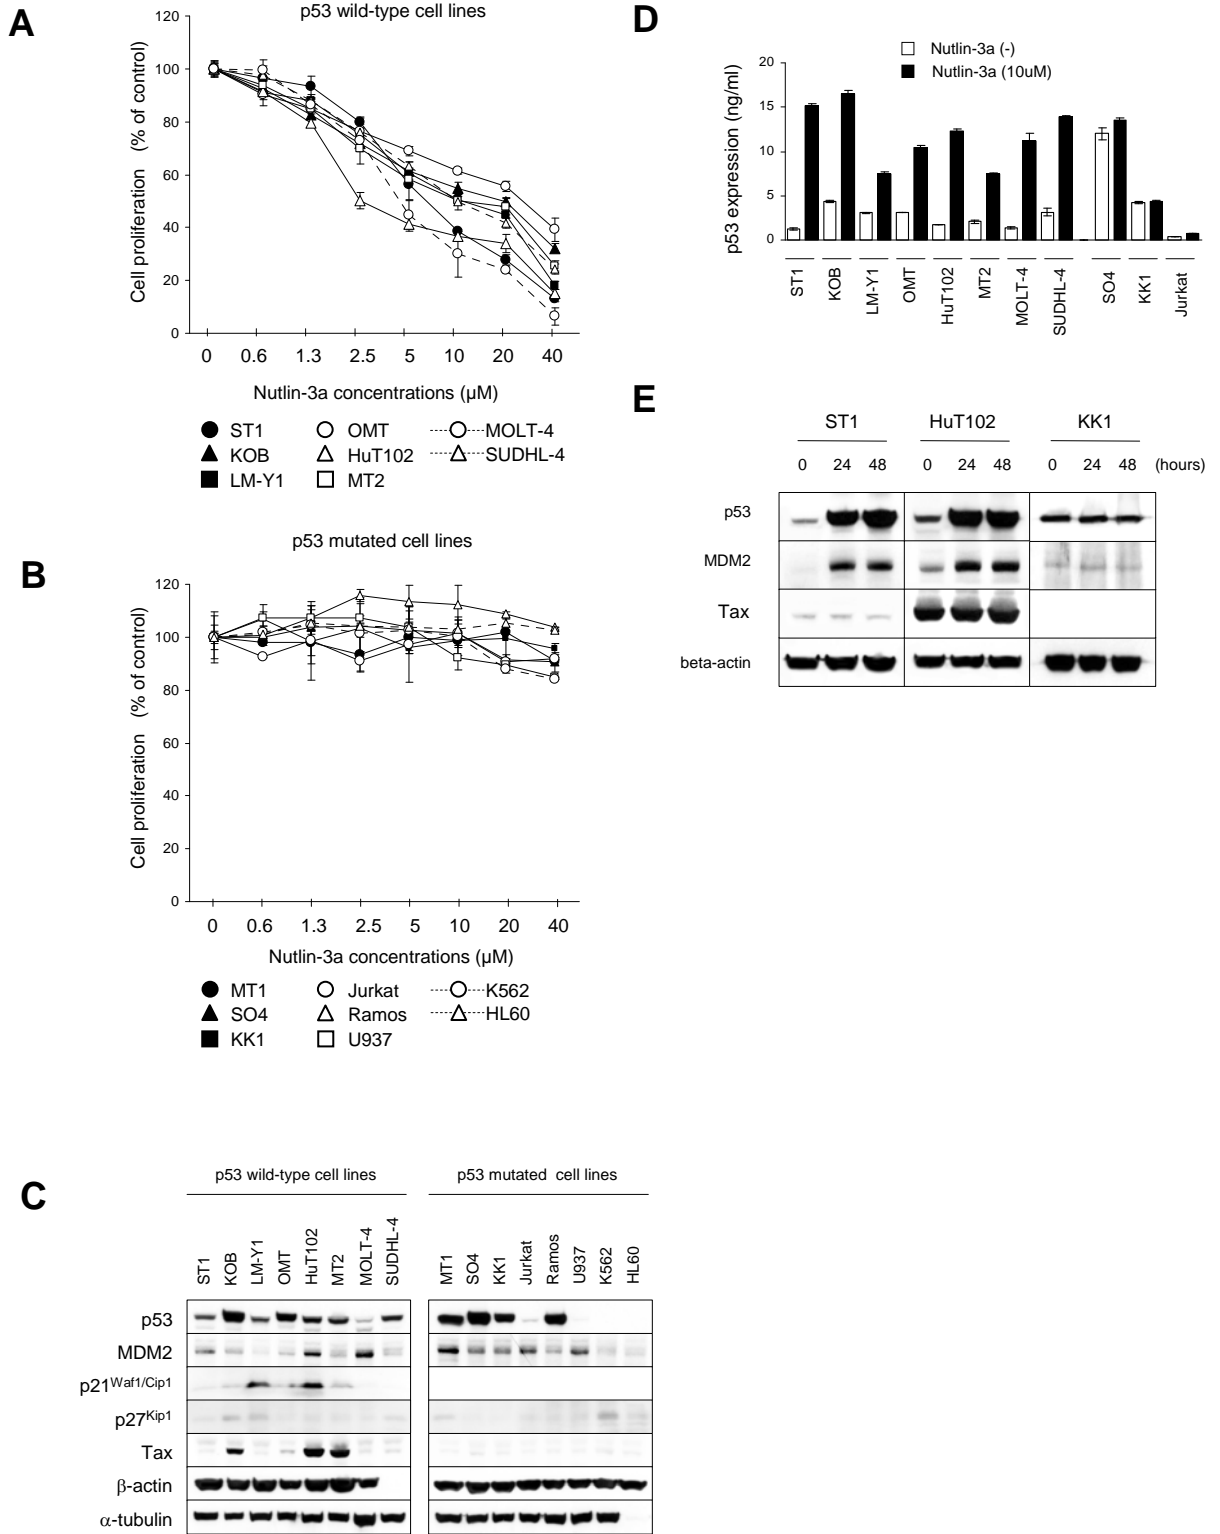 A
p53 wild-type cell lines
120
100
80
60
40
20
0
Cell proliferation (% of control)
0 0.6 1.3 2.5 5 10 20 40
Nutlin-3a concentrations (µM)
ST1 OMT MOLT-4
KOB HuT102 SUDHL-4
LM-Y1 MT2
B
p53 mutated cell lines
120
100
80
60
40
20
0
Cell proliferation (% of control)
0 0.6 1.3 2.5 5 10 20 40
Nutlin-3a concentrations (µM)
MT1 Jurkat K562
SO4 Ramos HL60
KK1 U937
C
p53 wild-type cell lines p53 mutated cell lines
ST1 KOB LM-Y1 OMT HuT102 MT2 MOLT-4 SUDHL-4 MT1 SO4 KK1 Jurkat Ramos U937 K562 HL60
p53
MDM2
p21Waf1/Cip1
p27Kip1
Tax
β-actin
α-tubulin
D
Nutlin-3a (-)
Nutlin-3a (10uM)
20
15
10
5
0
p53 expression (ng/ml)
ST1 KOB LM-Y1 OMT HuT102 MT2 MOLT-4 SUDHL-4 SO4 KK1 Jurkat
E
ST1 HuT102 KK1
0 24 48 0 24 48 0 24 48 (hours)
p53
MDM2
Tax
beta-actin